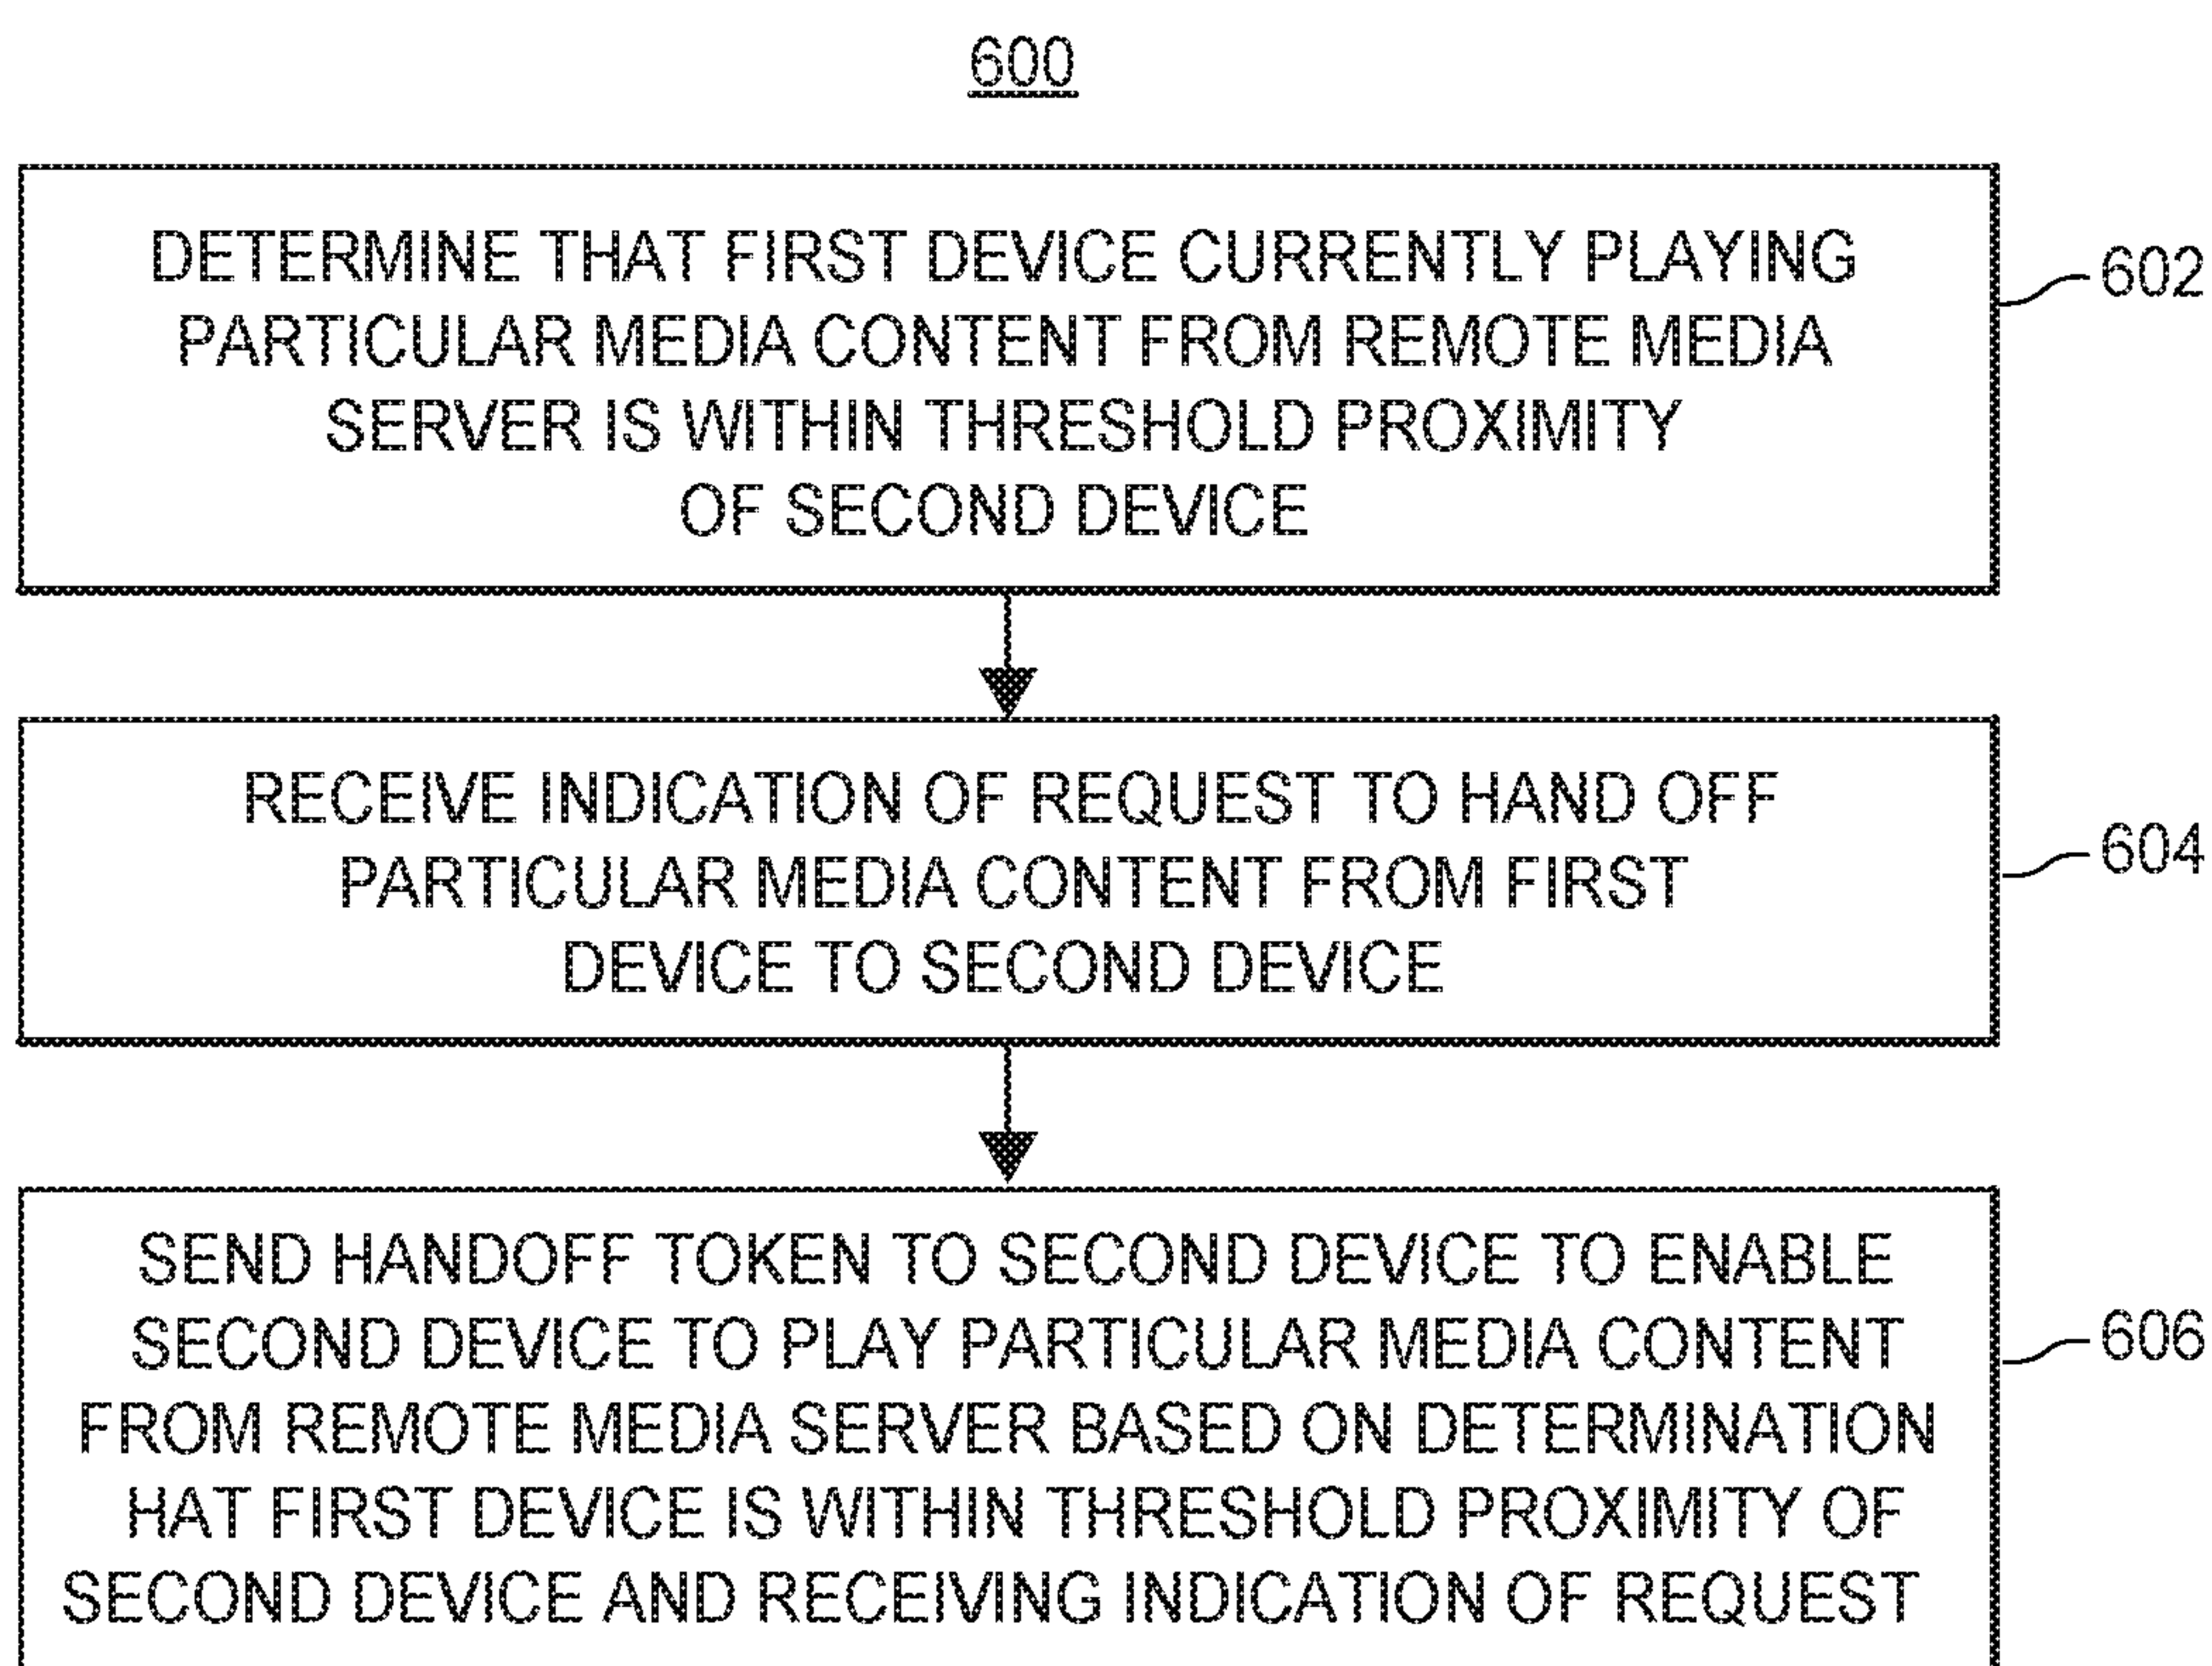 600
DETERMINE THAT FIRST DEVICE CURRENTLY PLAYING
PARTICULAR MEDIA CONTENT FROM REMOTE MEDIA
SERVER IS WITHIN THRESHOLD PROXIMITY
OF SECOND DEVICE
602
RECEIVE INDICATION OF REQUEST TO HAND OFF
PARTICULAR MEDIA CONTENT FROM FIRST
DEVICE TO SECOND DEVICE
604
SEND HANDOFF TOKEN TO SECOND DEVICE TO ENABLE
SECOND DEVICE TO PLAY PARTICULAR MEDIA CONTENT
FROM REMOTE MEDIA SERVER BASED ON DETERMINATION
HAT FIRST DEVICE IS WITHIN THRESHOLD PROXIMITY OF
SECOND DEVICE AND RECEIVING INDICATION OF REQUEST
606